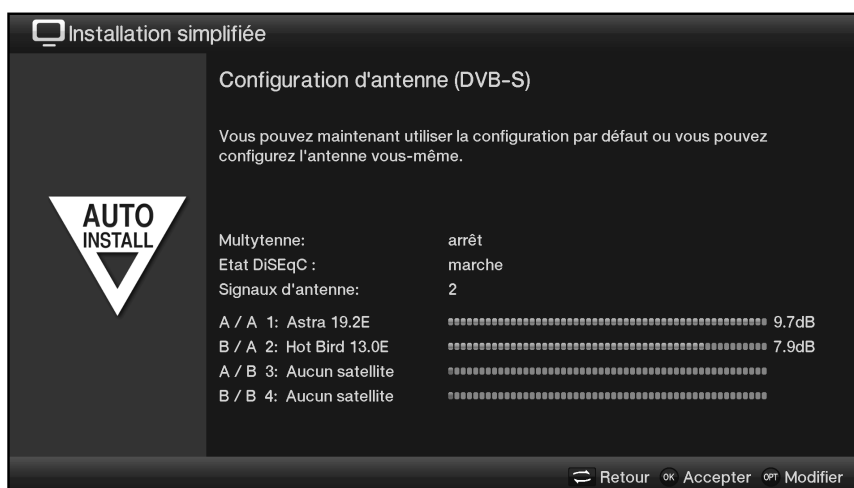 Installation simplifiée
Configuration d'antenne (DVB-S)
Vous pouvez maintenant utiliser la configuration par défaut ou vous pouvez
configurez l'antenne vous-même.
AUTO
INSTALL
Multytenne: arrêt
Etat DiSEqC : marche
Signaux d'antenne: 2
A / A 1: Astra 19.2E 9.7dB
B / A 2: Hot Bird 13.0E 7.9dB
A / B 3: Aucun satellite
B / B 4: Aucun satellite
Retour OK Accepter OPT Modifier